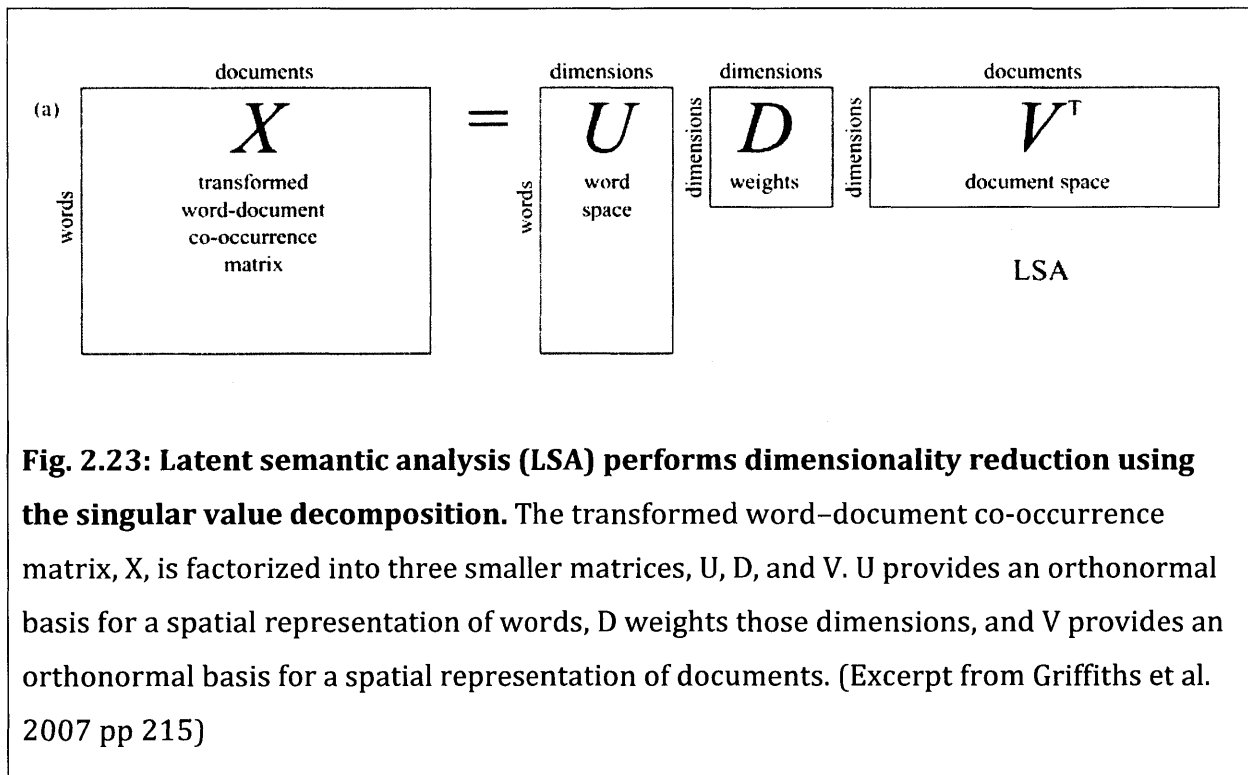 documents dimensions dimensions documents
(a) X = U D Vᵀ
words transformed words word dimensions weights dimensions document space
word-document space
co-occurrence
matrix LSA
Fig. 2.23: Latent semantic analysis (LSA) performs dimensionality reduction using
the singular value decomposition. The transformed word–document co-occurrence
matrix, X, is factorized into three smaller matrices, U, D, and V. U provides an orthonormal
basis for a spatial representation of words, D weights those dimensions, and V provides an
orthonormal basis for a spatial representation of documents. (Excerpt from Griffiths et al.
2007 pp 215)